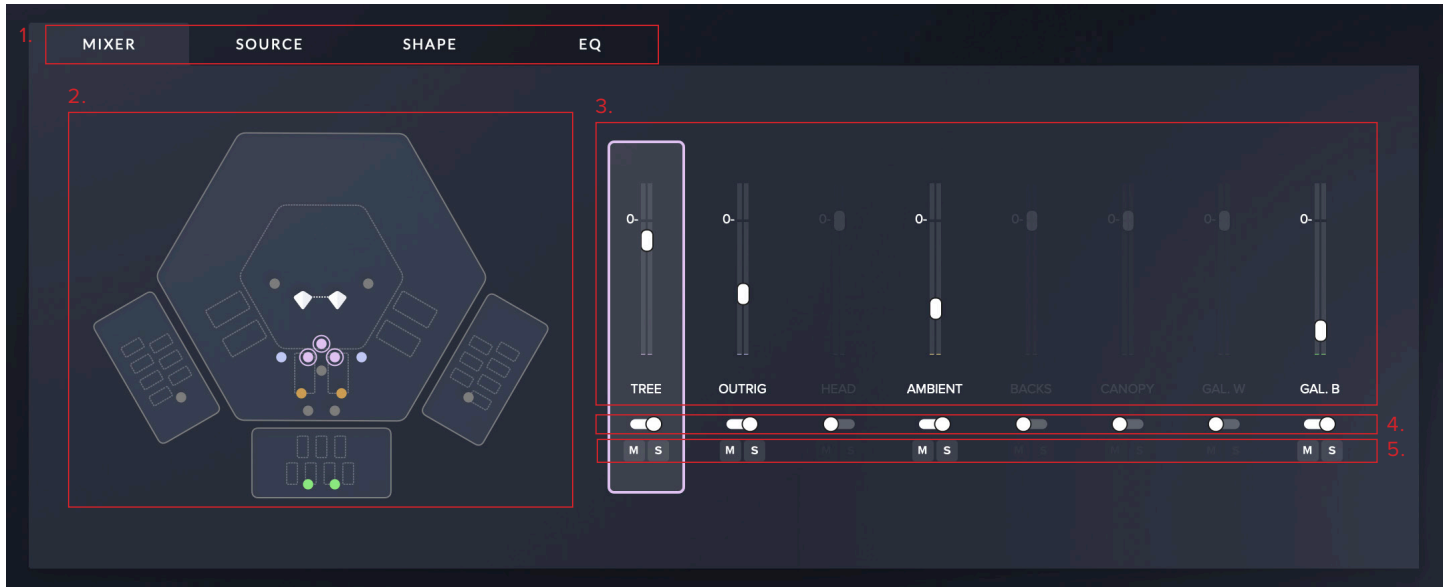 1.
MIXER SOURCE SHAPE EQ
2.
3.
0- 0- 0- 0- 0- 0- 0- 0-
TREE OUTRIG HEAD AMBIENT BACKS CANOPY GAL. W GAL. B
4.
M S M S M S M S M S M S M S M S
5.